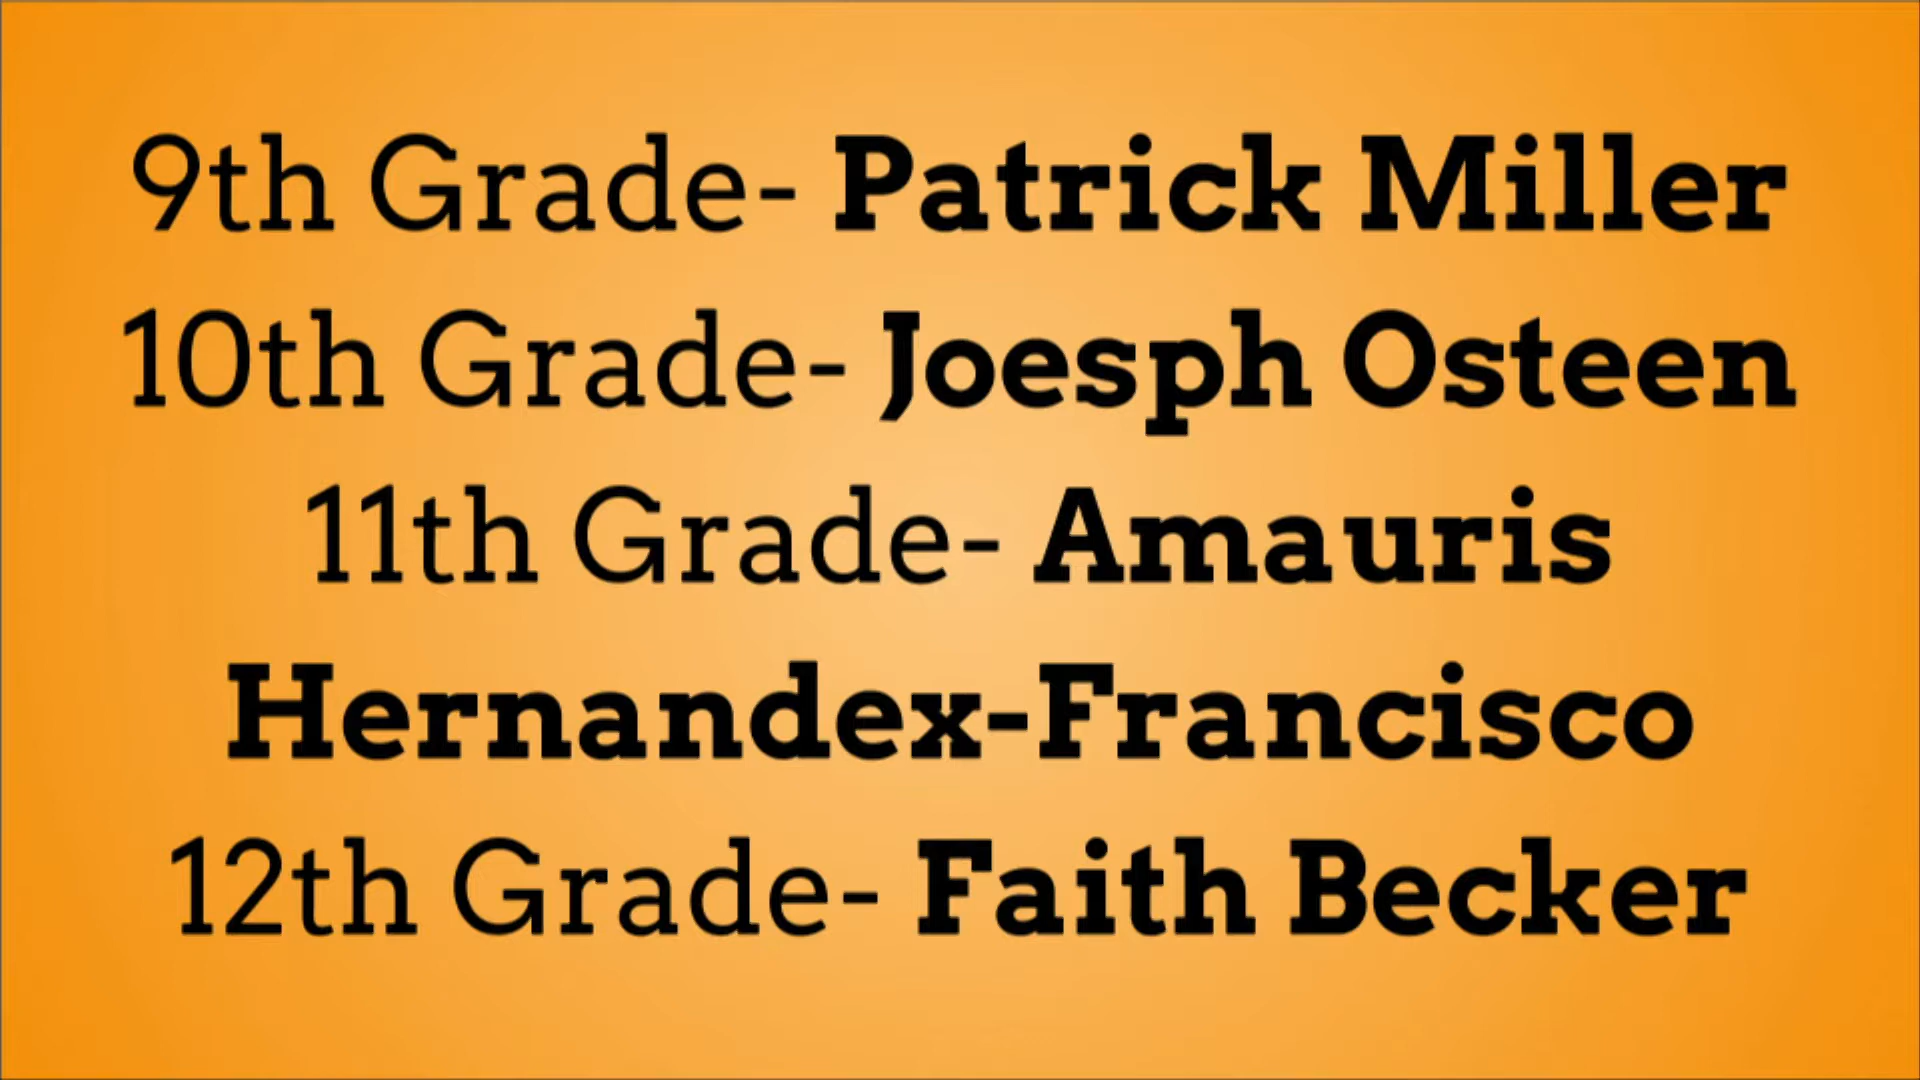 9th Grade- Patrick Miller
10th Grade- Joesph Osteen
11th Grade- Amauris
Hernandex-Francisco
12th Grade- Faith Becker